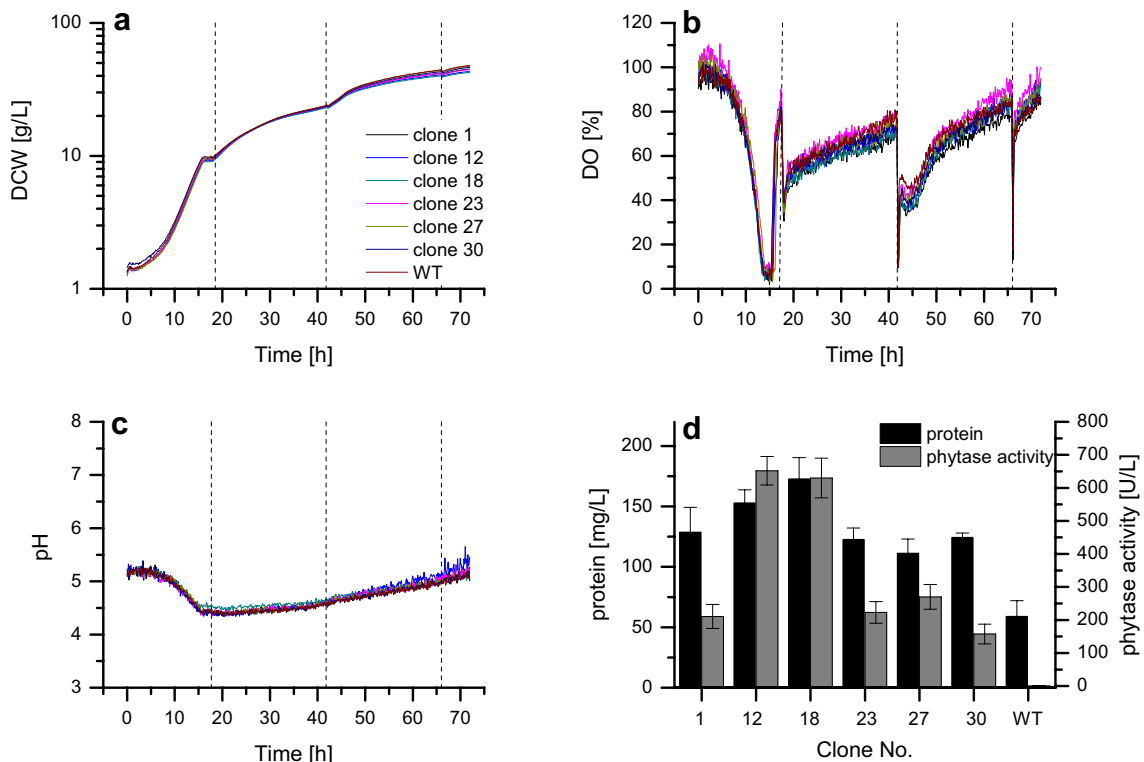 a
100
10
1
DCW [g/L]
0 10 20 30 40 50 60 70
Time [h]
clone 1
clone 12
clone 18
clone 23
clone 27
clone 30
WT
b
120
100
80
60
40
20
0
DO [%]
0 10 20 30 40 50 60 70
Time [h]
c
8
7
6
5
4
3
pH
0 10 20 30 40 50 60 70
Time [h]
d
protein
phytase activity
200
150
100
50
0
protein [mg/L]
800
700
600
500
400
300
200
100
0
phytase activity [U/L]
1 12 18 23 27 30 WT
Clone No.